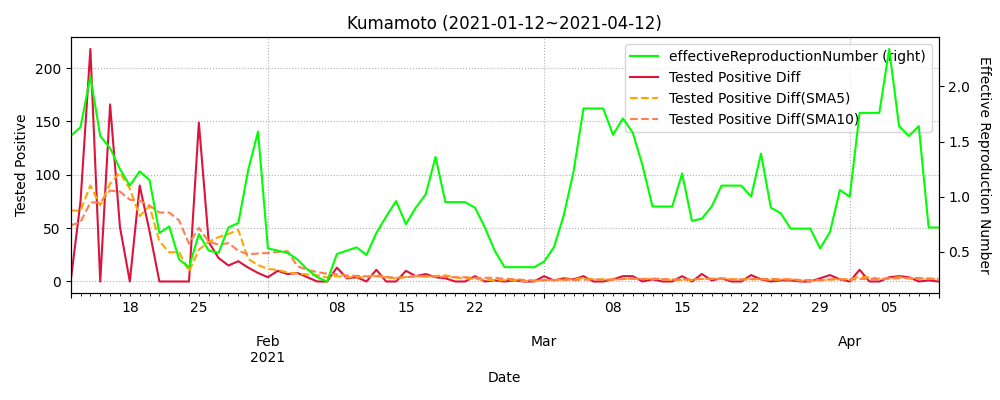 Kumamoto (2021-01-12~2021-04-12)
effectiveReproductionNumber (right)
Tested Positive Diff
Tested Positive Diff(SMA5)
Tested Positive Diff(SMA10)
Tested Positive
200
150
100
50
0
2.0
1.5
1.0
0.5
Effective Reproduction Number
18 25 08 15 22 08 15 22 29 05
Feb Mar Apr
2021
Date